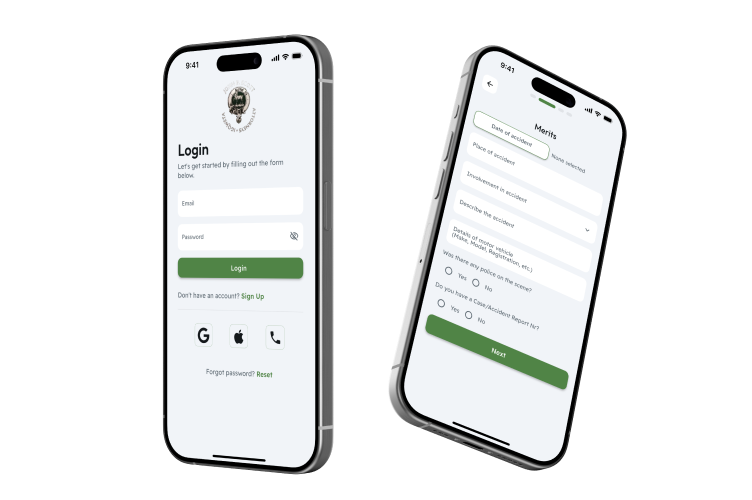 9:41
Login
Let's get started by filling out the form
below.
Email
Password
Login
Don't have an account? Sign Up
Forgot password? Reset
9:41
Merits
Date of accident
None selected
Place of accident
Involvement in accident
Describe the accident
Details of motor vehicle
(Make, Model, Registration, etc.)
Was there any police on the scene?
Yes No
Do you have a Case/Accident Report Nr?
Yes No
Next